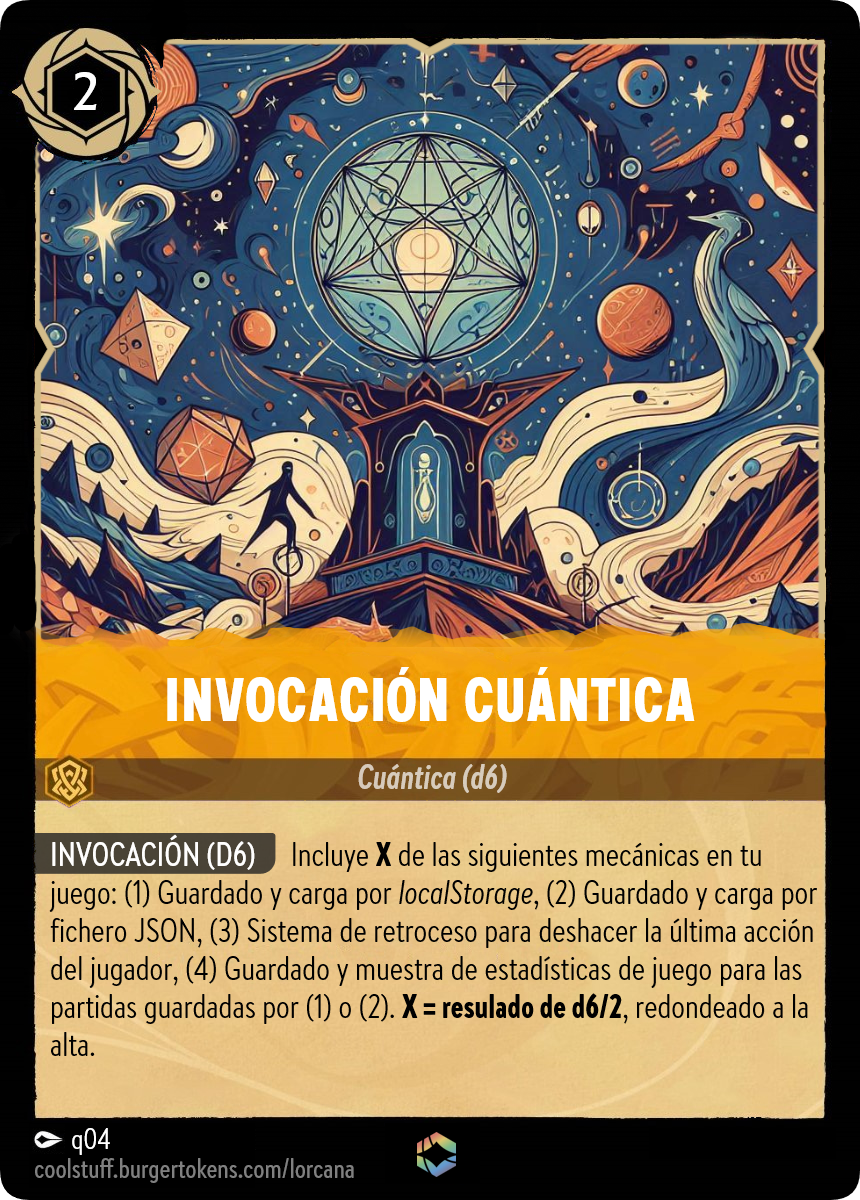 2
INVOCACIÓN CUÁNTICA
Cuántica (d6)
INVOCACIÓN (D6) Incluye X de las siguientes mecánicas en tu
juego: (1) Guardado y carga por localStorage, (2) Guardado y carga por
fichero JSON, (3) Sistema de retroceso para deshacer la última acción
del jugador, (4) Guardado y muestra de estadísticas de juego para las
partidas guardadas por (1) o (2). X = resulado de d6/2, redondeado a la
alta.
q04
coolstuff.burgertokens.com/lorcana